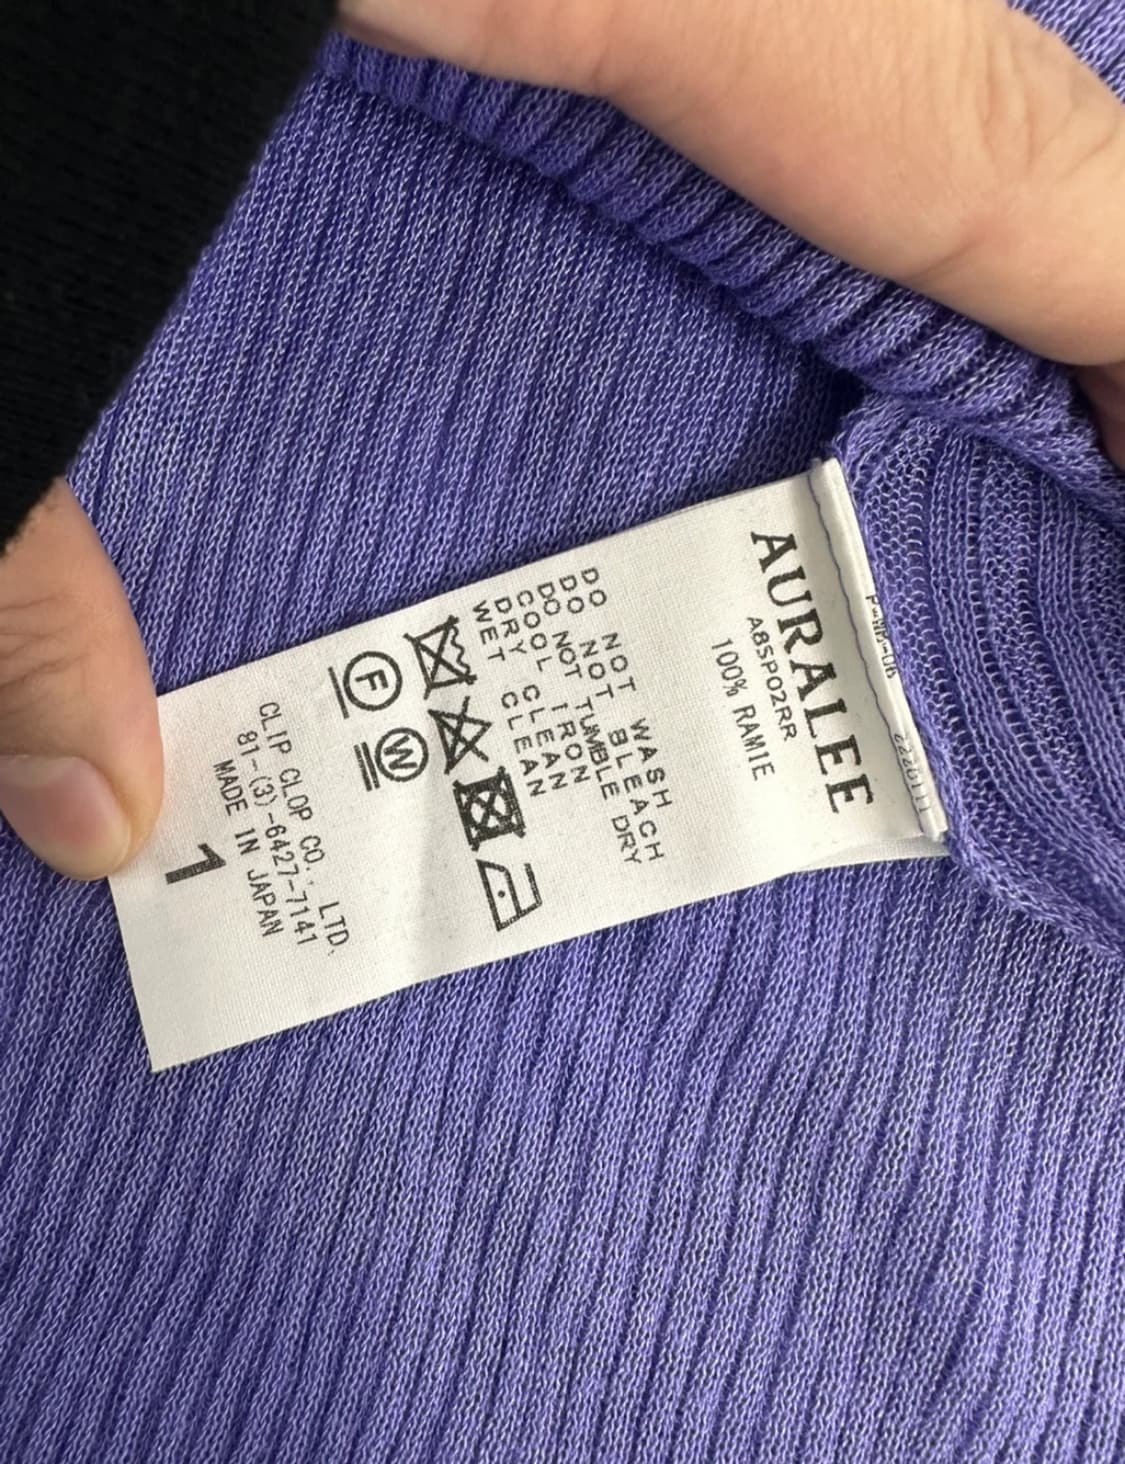 AURALEE
A8SP02RR
100% RAMIE
DO NOT WASH
DO NOT BLEACH
DO NOT TUMBLE DRY
COOL IRON
DRY CLEAN
WET CLEAN
F W
CLIP CLOP CO., LTD.
81-(3)-6427-7141
MADE IN JAPAN
1